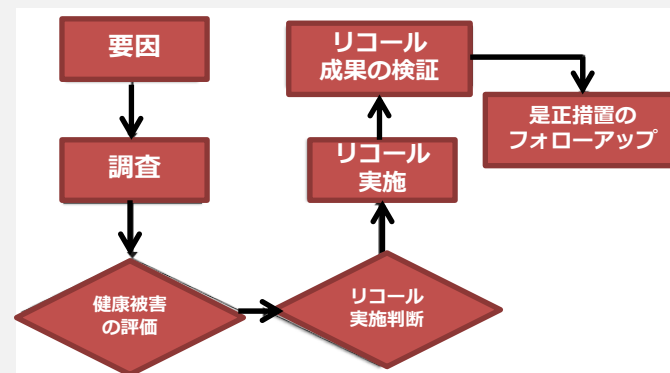 要因
調査
健康被害
の評価
リコール
実施判断
リコール
実施
リコール
成果の検証
是正措置の
フォローアップ